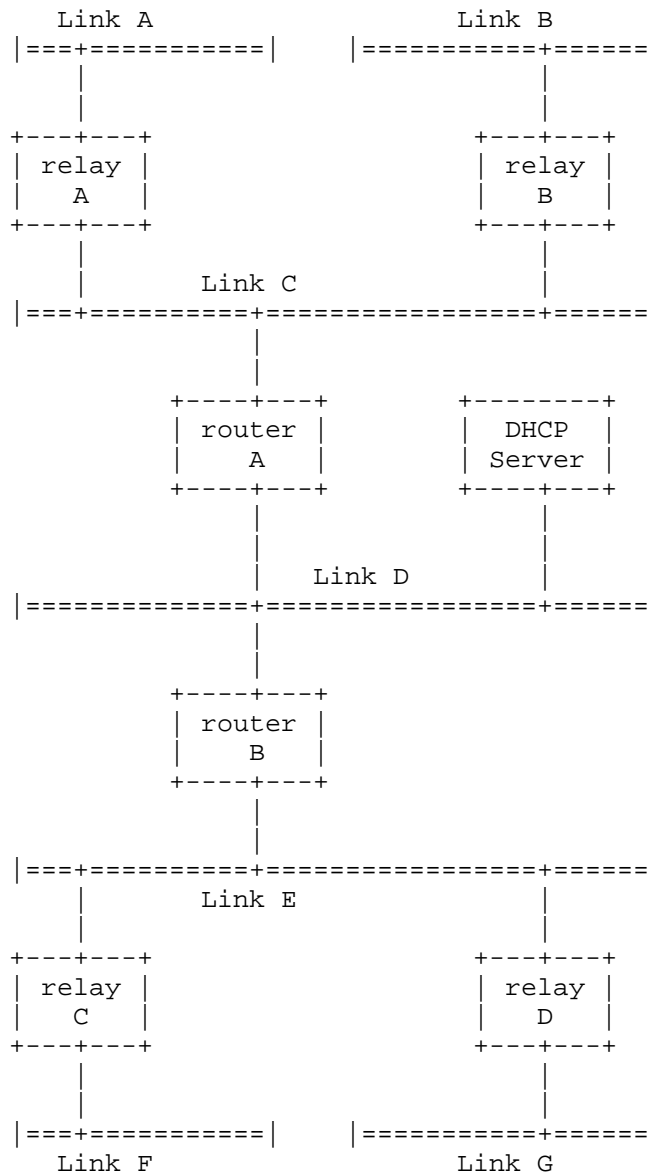 Link A Link B
relay relay
A B
Link C
router DHCP
A Server
Link D
router
B
Link E
relay relay
C D
Link F Link G